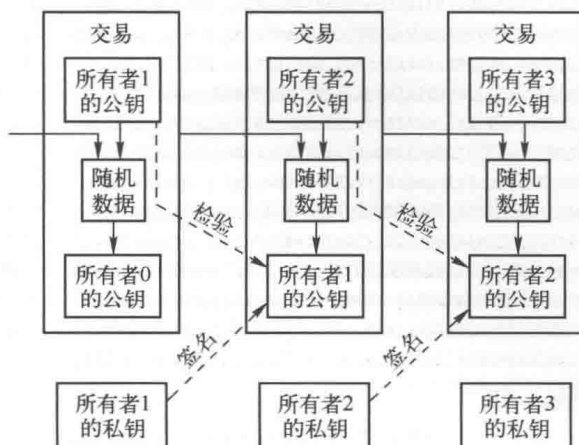 交易
交易
交易
所有者1
的公钥
所有者2
的公钥
所有者3
的公钥
随机
数据
随机
数据
随机
数据
检验
检验
所有者0
的公钥
所有者1
的公钥
所有者2
的公钥
签名
签名
所有者1
的私钥
所有者2
的私钥
所有者3
的私钥